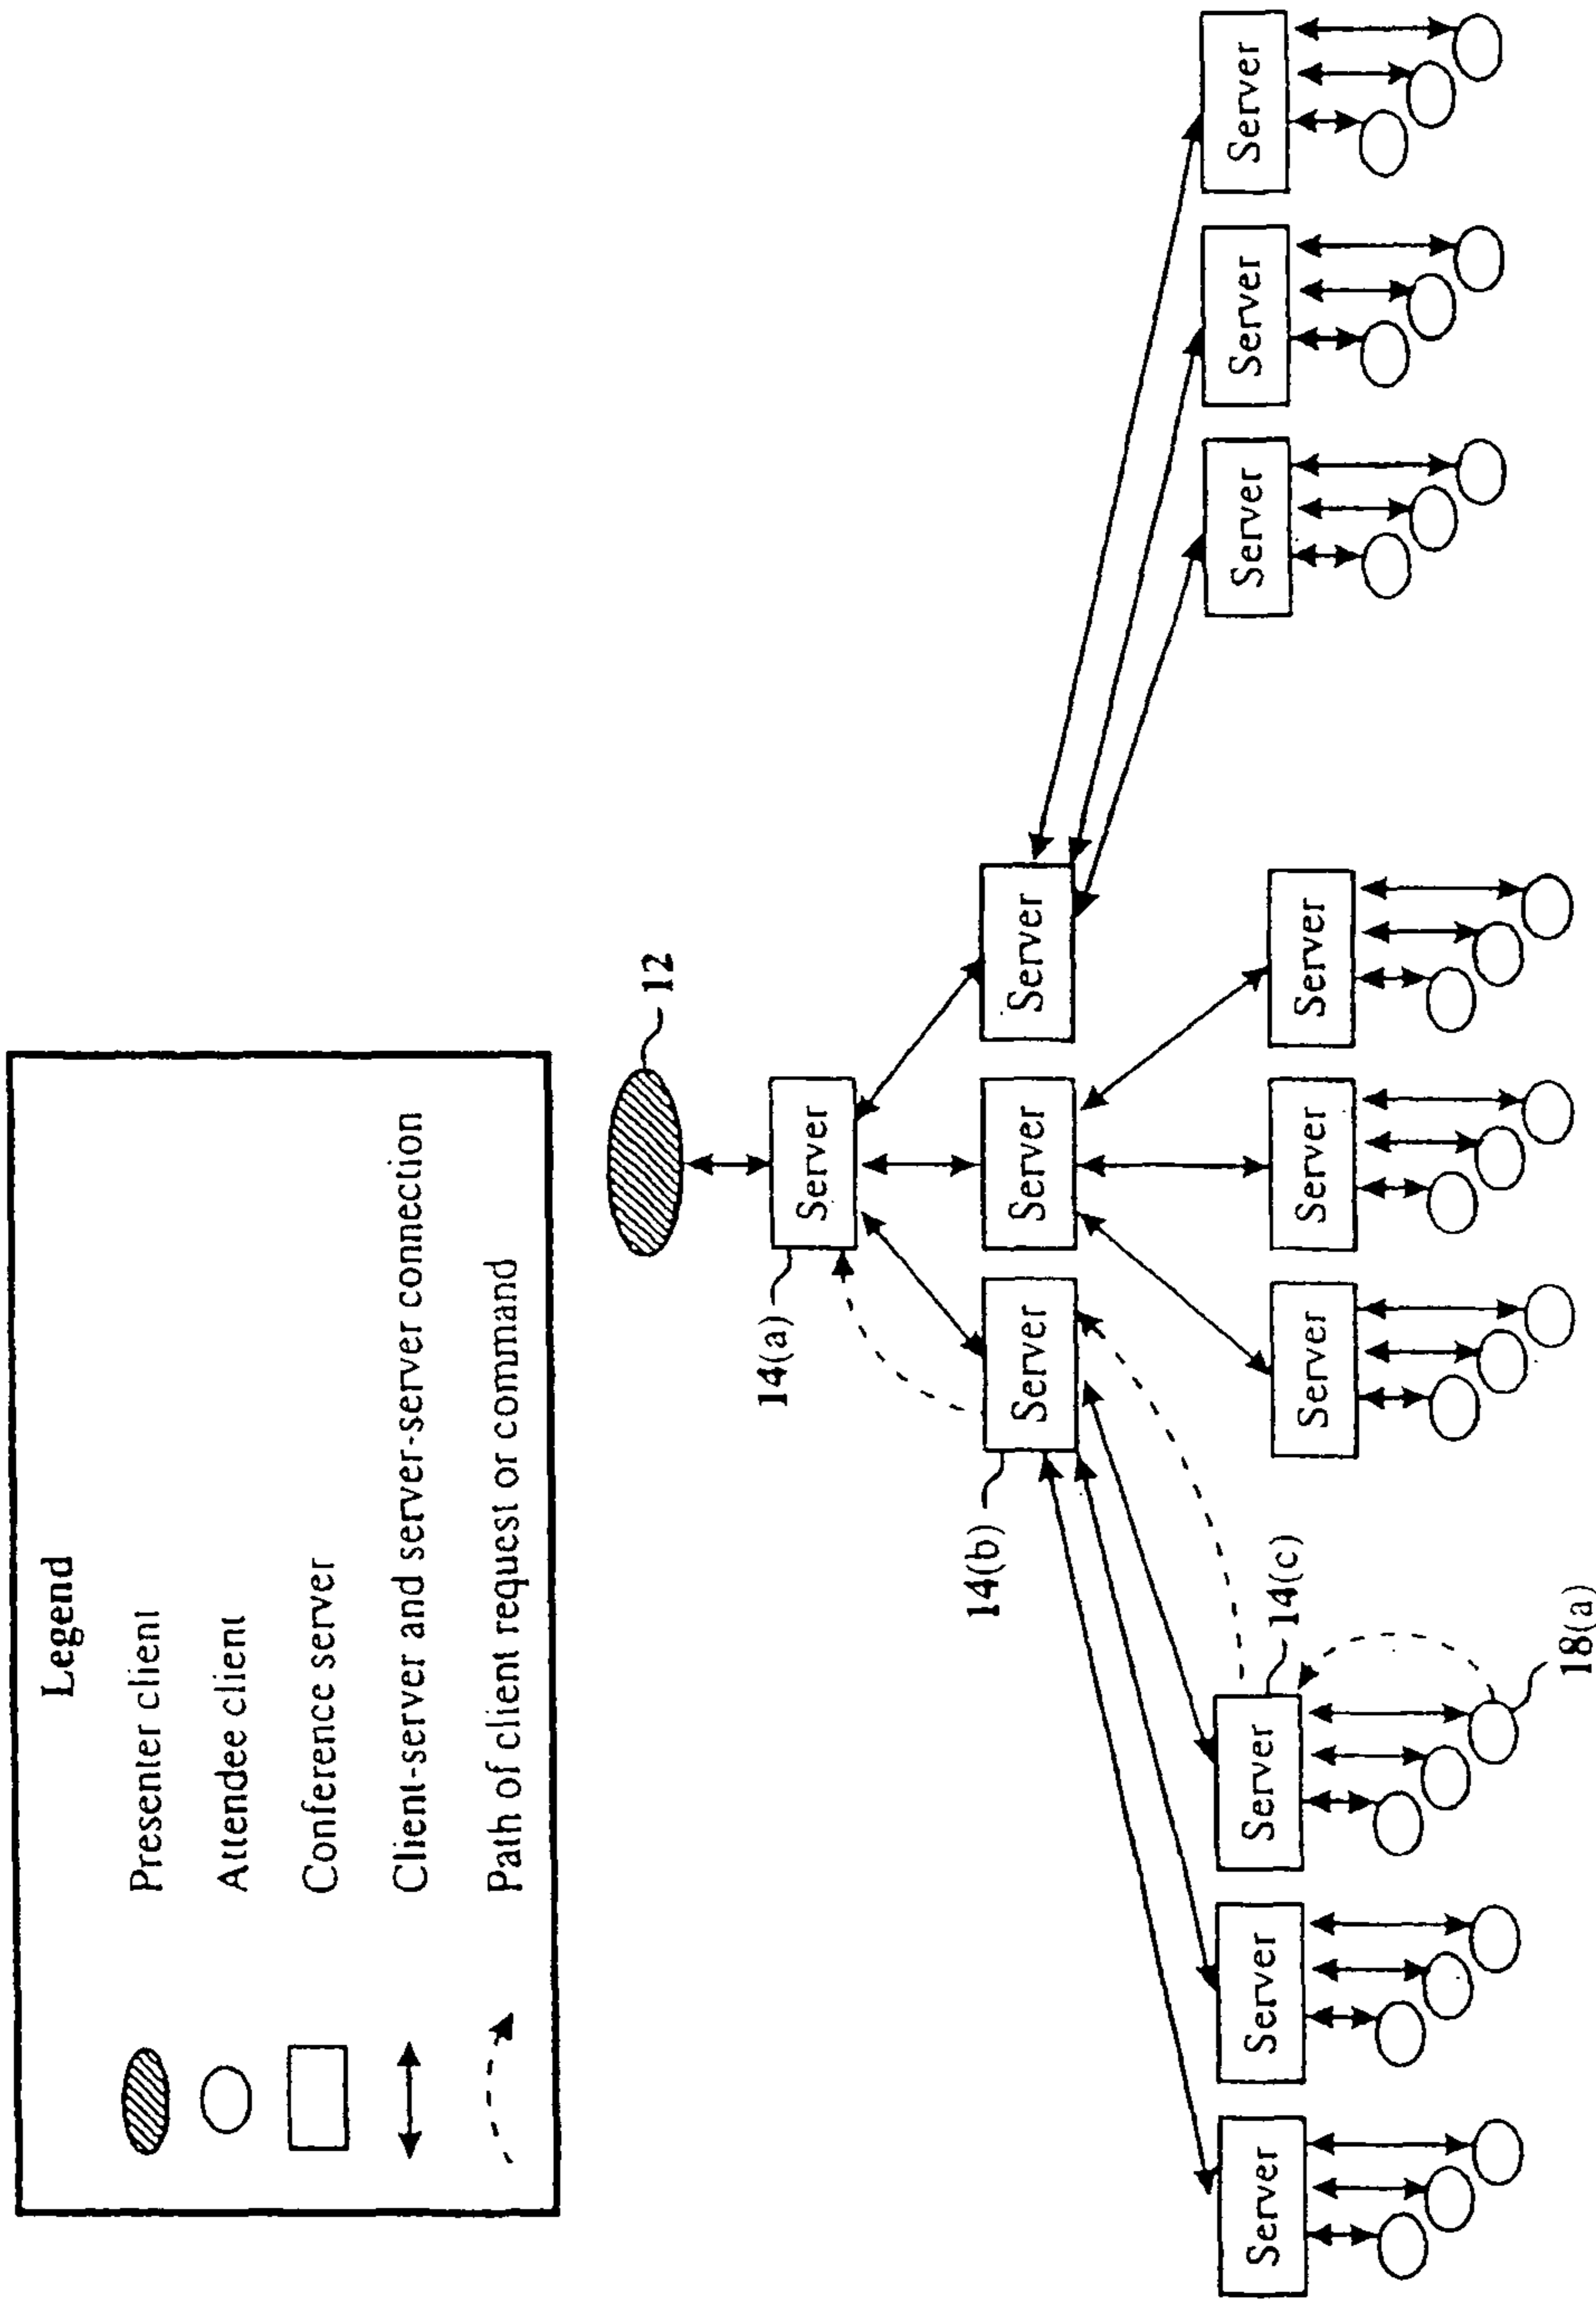 Legend
Presenter client
Attendee client
Conference server
Client-server and server-server connection
Path of client request or command
12
Server
14(a)
Server
Server
Server
14(b)
Server
Server
Server
14(c)
18(a)
Server
Server
Server
Server
Server
Server